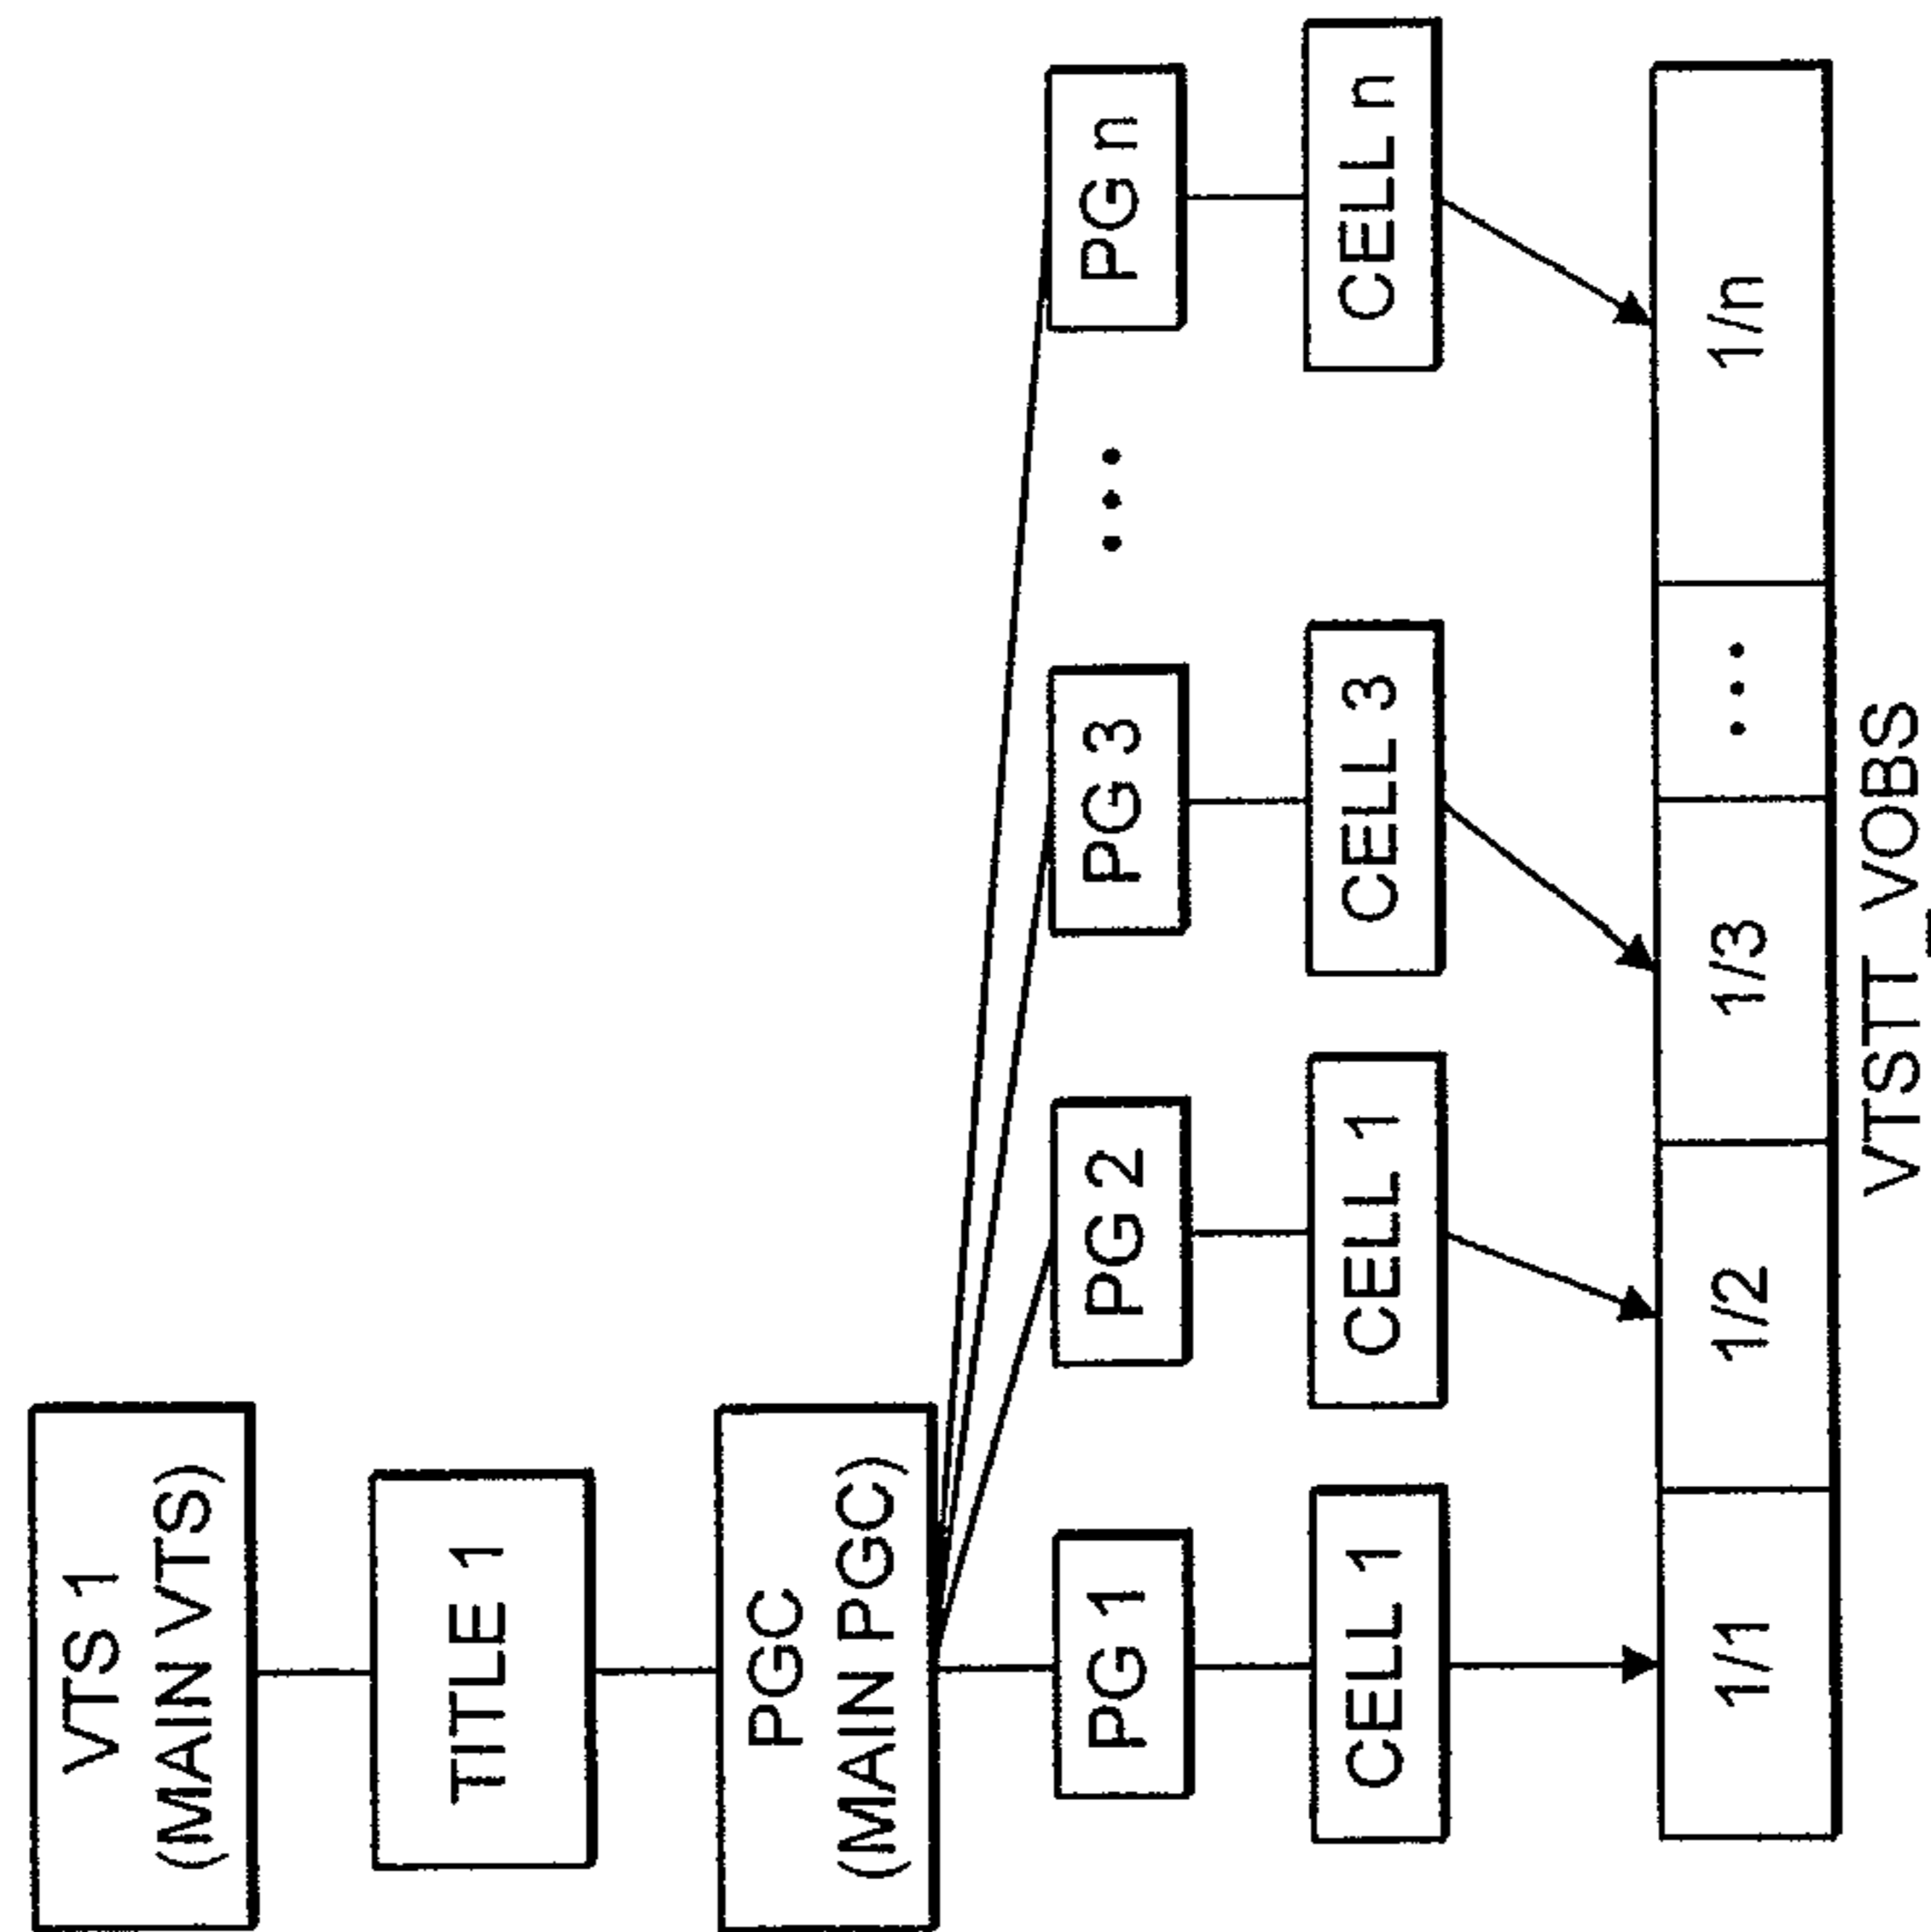 VTS 1
(MAIN VTS)
TITLE 1
PGC
(MAIN PGC)
PG 1
PG 2
PG 3
• • •
PG n
CELL 1
CELL 1
CELL 3
CELL n
1/1
1/2
1/3
• • •
1/n
VTSTT_VOBS